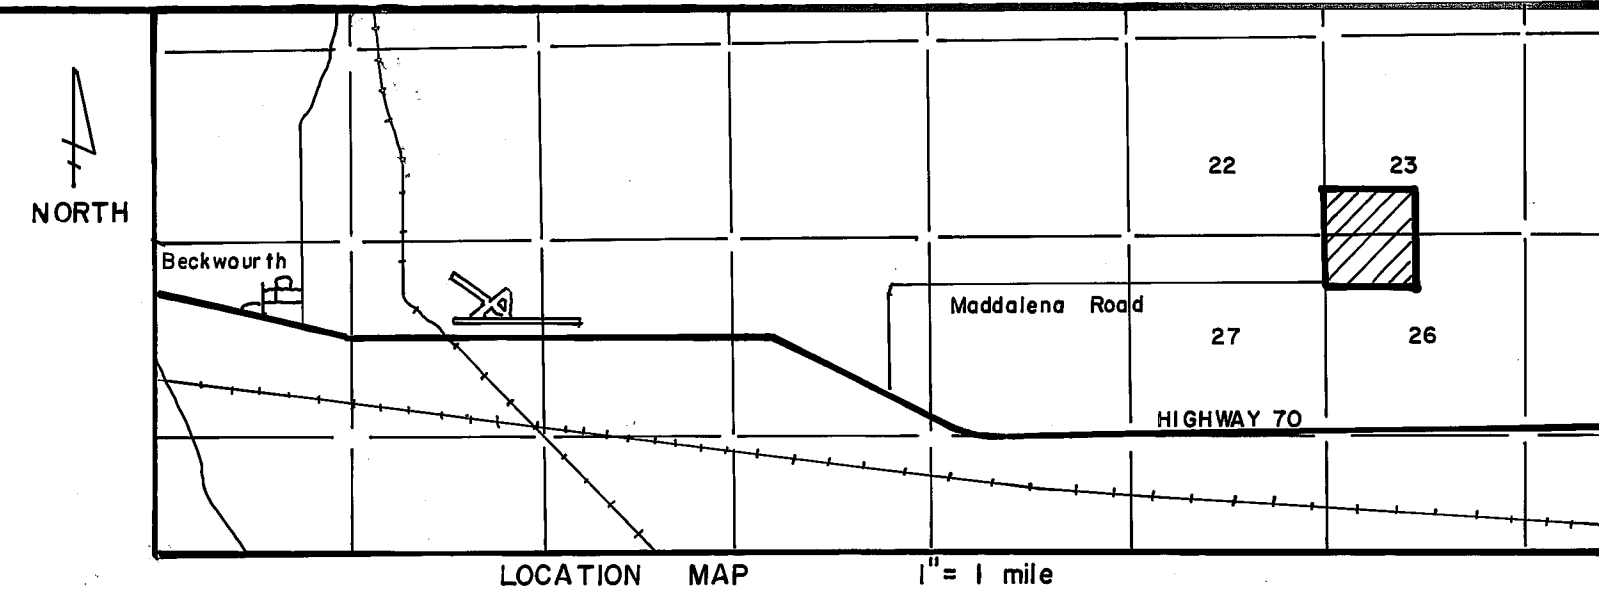 22
23
NORTH
Beckwourth
Maddalena Road
27
26
HIGHWAY 70
LOCATION MAP 1"= 1 mile